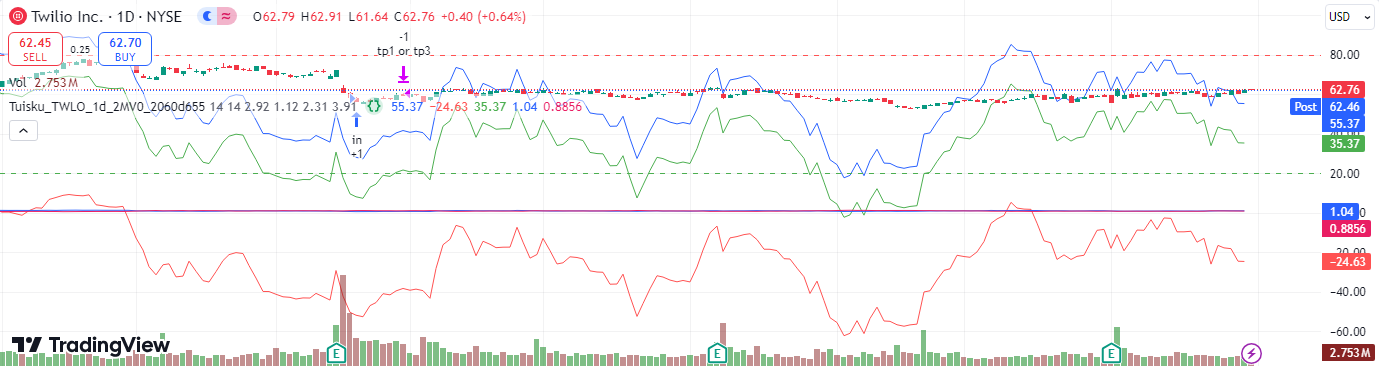 Twilio Inc. · 1D · NYSE O62.79 H62.91 L61.64 C62.76 +0.40 (+0.64%)
USD
62.45
SELL
0.25
62.70
BUY
Vol 2.753 M
Tuisku_TWLO_1d_2MV0_2060d655 14 14 2.92 1.12 2.31 3.91 55.37 −24.63 35.37 1.04 0.8856
-1
tp1 or tp3
in
+1
80.00
62.76
Post 62.46
55.37
35.37
20.00
1.04
0.8856
−24.63
−40.00
−60.00
2.753 M
E
E
E
TradingView